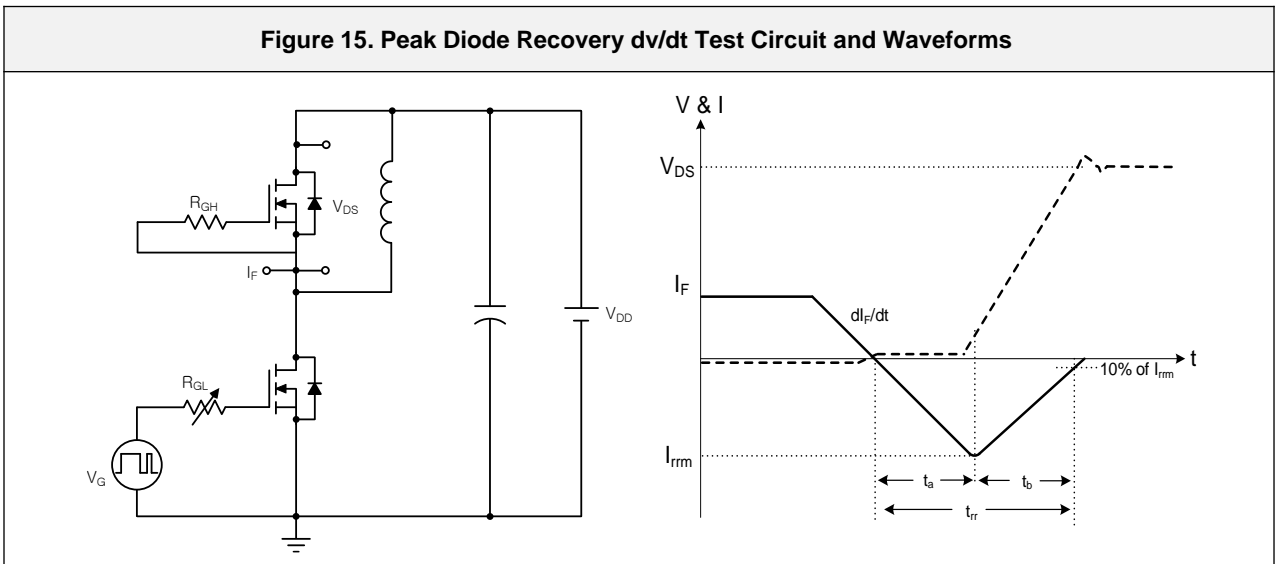 Figure 15. Peak Diode Recovery dv/dt Test Circuit and Waveforms
RGH
VDS
IF
VDD
RGL
VG
V & I
VDS
IF
dIF/dt
t
10% of Irrm
Irrm
ta
tb
trr